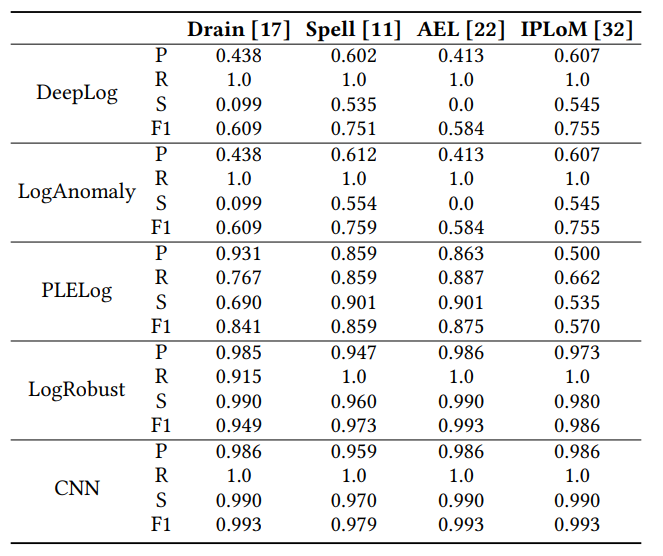 Drain [17] Spell [11] AEL [22] IPLoM [32]
P 0.438 0.602 0.413 0.607
R 1.0 1.0 1.0 1.0
DeepLog
S 0.099 0.535 0.0 0.545
F1 0.609 0.751 0.584 0.755
P 0.438 0.612 0.413 0.607
R 1.0 1.0 1.0 1.0
LogAnomaly
S 0.099 0.554 0.0 0.545
F1 0.609 0.759 0.584 0.755
P 0.931 0.859 0.863 0.500
R 0.767 0.859 0.887 0.662
PLELog
S 0.690 0.901 0.901 0.535
F1 0.841 0.859 0.875 0.570
P 0.985 0.947 0.986 0.973
R 0.915 1.0 1.0 1.0
LogRobust
S 0.990 0.960 0.990 0.980
F1 0.949 0.973 0.993 0.986
P 0.986 0.959 0.986 0.986
R 1.0 1.0 1.0 1.0
CNN
S 0.990 0.970 0.990 0.990
F1 0.993 0.979 0.993 0.993